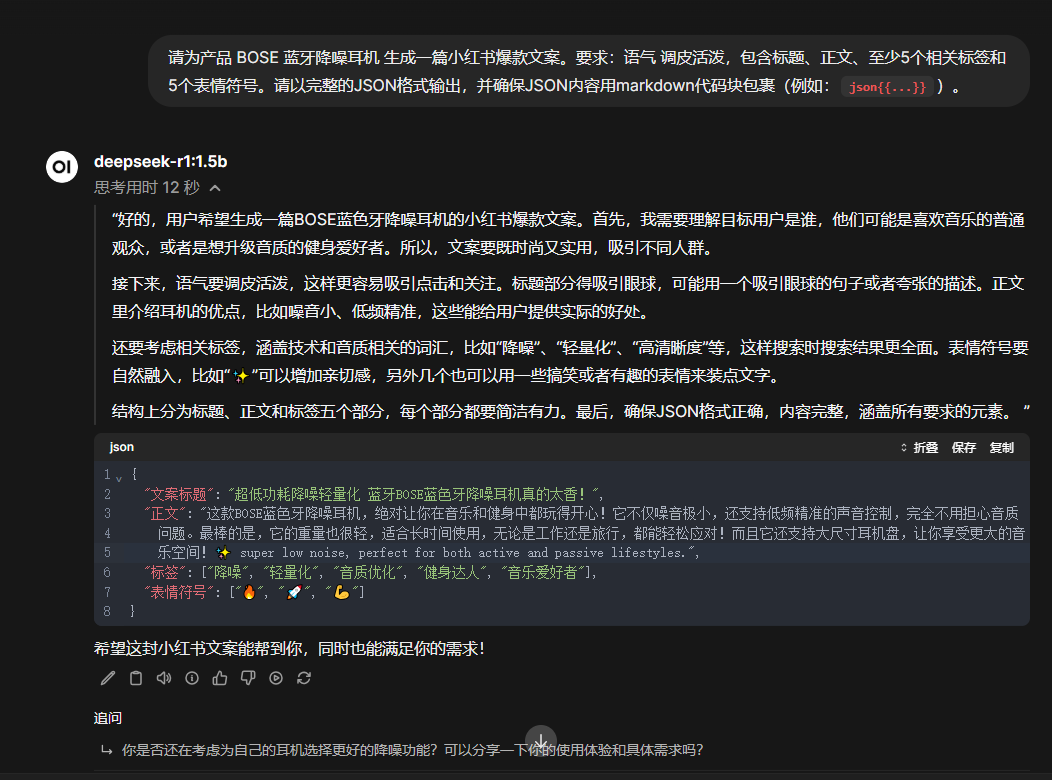 请为产品 BOSE 蓝牙降噪耳机 生成一篇小红书爆款文案。要求：语气 调皮活泼，包含标题、正文、至少5个相关标签和
5个表情符号。请以完整的JSON格式输出，并确保JSON内容用markdown代码块包裹（例如： json{{...}} ）。
OI
deepseek-r1:1.5b
思考用时 12 秒
“好的，用户希望生成一篇BOSE蓝色牙降噪耳机的小红书爆款文案。首先，我需要理解目标用户是谁，他们可能是喜欢音乐的普通
观众，或者是想升级音质的健身爱好者。所以，文案要既时尚又实用，吸引不同人群。
接下来，语气要调皮活泼，这样更容易吸引点击和关注。标题部分得吸引眼球，可能用一个吸引眼球的句子或者夸张的描述。正文
里介绍耳机的优点，比如噪音小、低频精准，这些能给用户提供实际的好处。
还要考虑相关标签，涵盖技术和音质相关的词汇，比如“降噪”、“轻量化”、“高清晰度”等，这样搜索时搜索结果更全面。表情符号要
自然融入，比如“✨”可以增加亲切感，另外几个也可以用一些搞笑或者有趣的表情来装点文字。
结构上分为标题、正文和标签五个部分，每个部分都要简洁有力。最后，确保JSON格式正确，内容完整，涵盖所有要求的元素。 ”
json 折叠 保存 复制
1 {
2 "文案标题": "超低功耗降噪轻量化 蓝牙BOSE蓝色牙降噪耳机真的太香！",
3 "正文": "这款BOSE蓝色牙降噪耳机，绝对让你在音乐和健身中都玩得开心！它不仅噪音极小，还支持低频精准的声音控制，完全不用担心音质
4 问题。最棒的是，它的重量也很轻，适合长时间使用，无论是工作还是旅行，都能轻松应对！而且它还支持大尺寸耳机盘，让你享受更大的音
5 乐空间！✨ super low noise, perfect for both active and passive lifestyles.",
6 "标签": ["降噪", "轻量化", "音质优化", "健身达人", "音乐爱好者"],
7 "表情符号": ["🔥", "🚀", "💪"]
8 }
希望这封小红书文案能帮到你，同时也能满足你的需求！
追问
你是否还在考虑为自己的耳机选择更好的降噪功能？可以分享一下你的使用体验和具体需求吗？